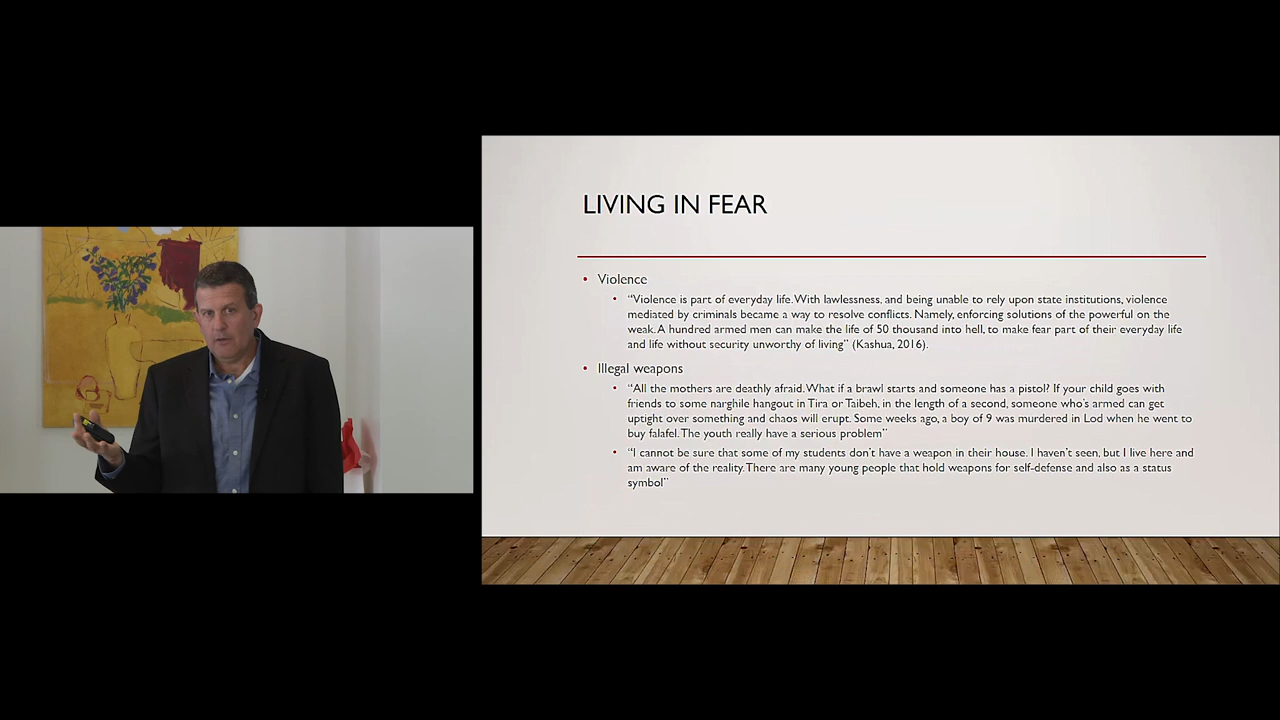 LIVING IN FEAR
• Violence
• “Violence is part of everyday life. With lawlessness, and being unable to rely upon state institutions, violence
mediated by criminals became a way to resolve conflicts. Namely, enforcing solutions of the powerful on the
weak. A hundred armed men can make the life of 50 thousand into hell, to make fear part of their everyday life
and life without security unworthy of living” (Kashua, 2016).
• Illegal weapons
• “All the mothers are deathly afraid. What if a brawl starts and someone has a pistol? If your child goes with
friends to some narghile hangout in Tira or Taibeh, in the length of a second, someone who’s armed can get
uptight over something and chaos will erupt. Some weeks ago, a boy of 9 was murdered in Lod when he went to
buy falafel. The youth really have a serious problem”
• “I cannot be sure that some of my students don’t have a weapon in their house. I haven’t seen, but I live here and
am aware of the reality. There are many young people that hold weapons for self-defense and also as a status
symbol”